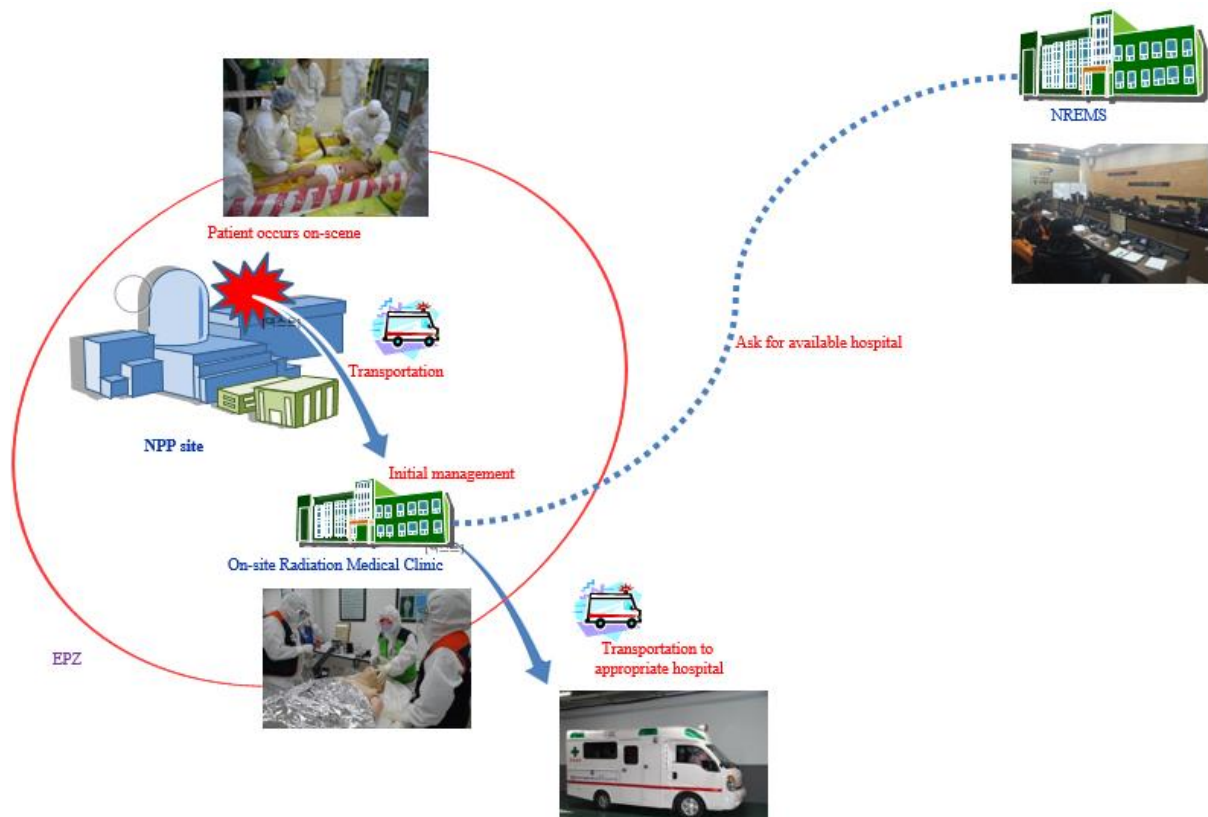 NREMS
Patient occurs on-scene
Ask for available hospital
Transportation
NPP site
Initial management
On-site Radiation Medical Clinic
EPZ
Transportation to
appropriate hospital